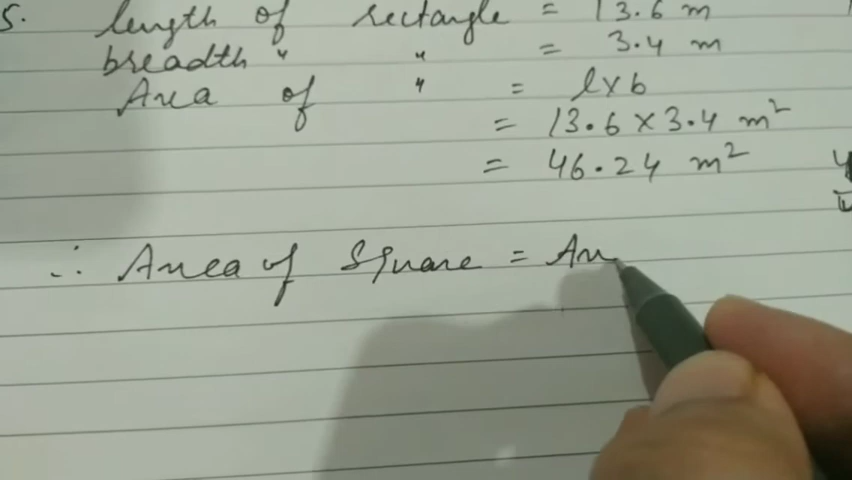 5. length of rectangle = 13.6 m
breadth " " = 3.4 m
Area of " = l x b
= 13.6 x 3.4 m²
= 46.24 m²
∴ Area of Square = Ar